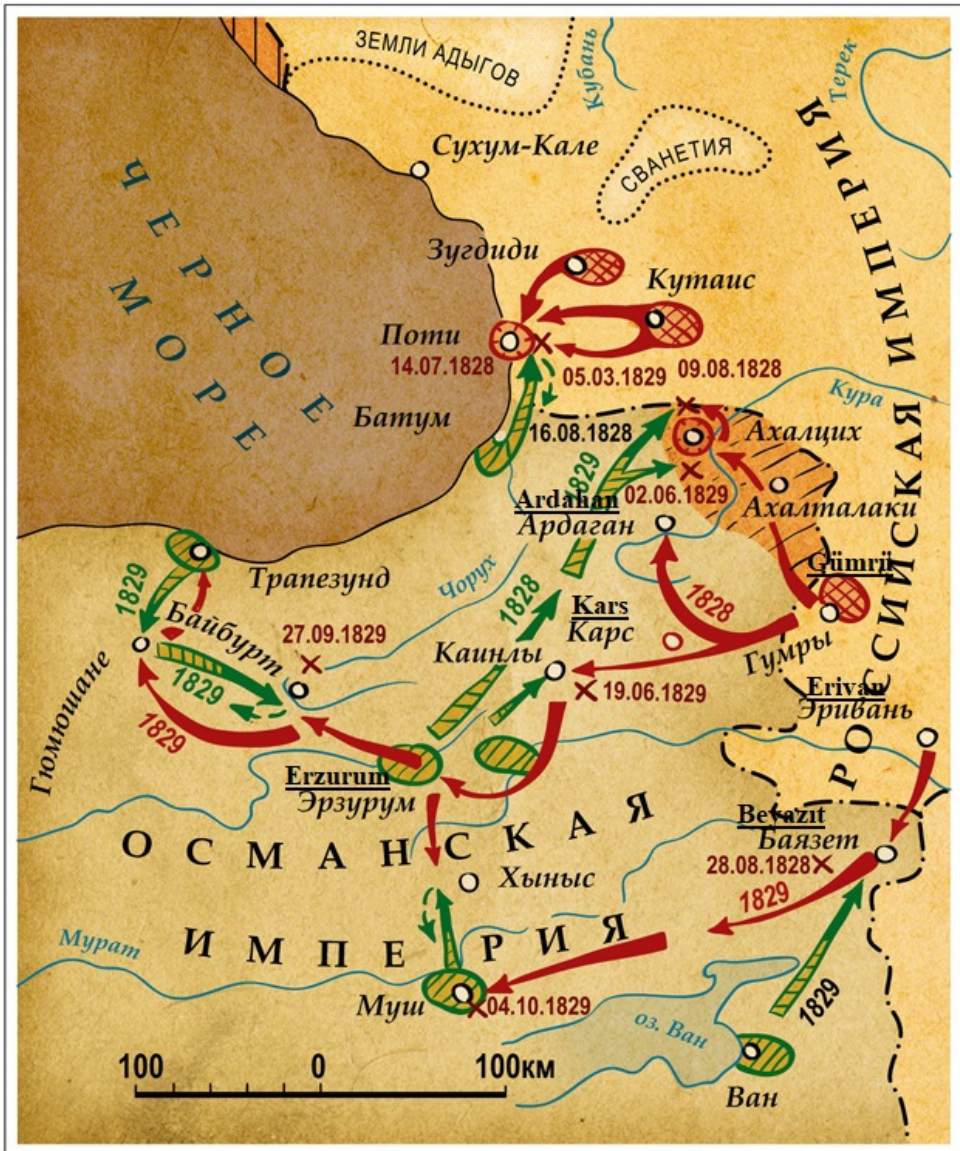 ЗЕМЛИ АДЫГОВ
Кубань
Терек
Сухум-Кале
СВАНЕТИЯ
РОССИЙСКАЯ ИМПЕРИЯ
ЧЕРНОЕ
МОРЕ
Зугдиди
Кутаис
Поти
14.07.1828
05.03.1829
09.08.1828
Кура
Батум
16.08.1828
Ахалцих
1829
02.06.1829
Ardahan
Ардаган
Ахалталаки
Gümrü
Трапезунд
Чорух
1829
1828
Kars
Карс
1828
Гумры
Байбурт
27.09.1829
Каинлы
19.06.1829
1829
Erivan
Эривань
Гюмюшане
1829
Erzurum
Эрзурум
Beyazıt
Баязет
28.08.1828
ОСМАНСКАЯ
ИМПЕРИЯ
Хыныс
1829
Мурат
Муш
04.10.1829
оз. Ван
1829
100
0
100км
Ван